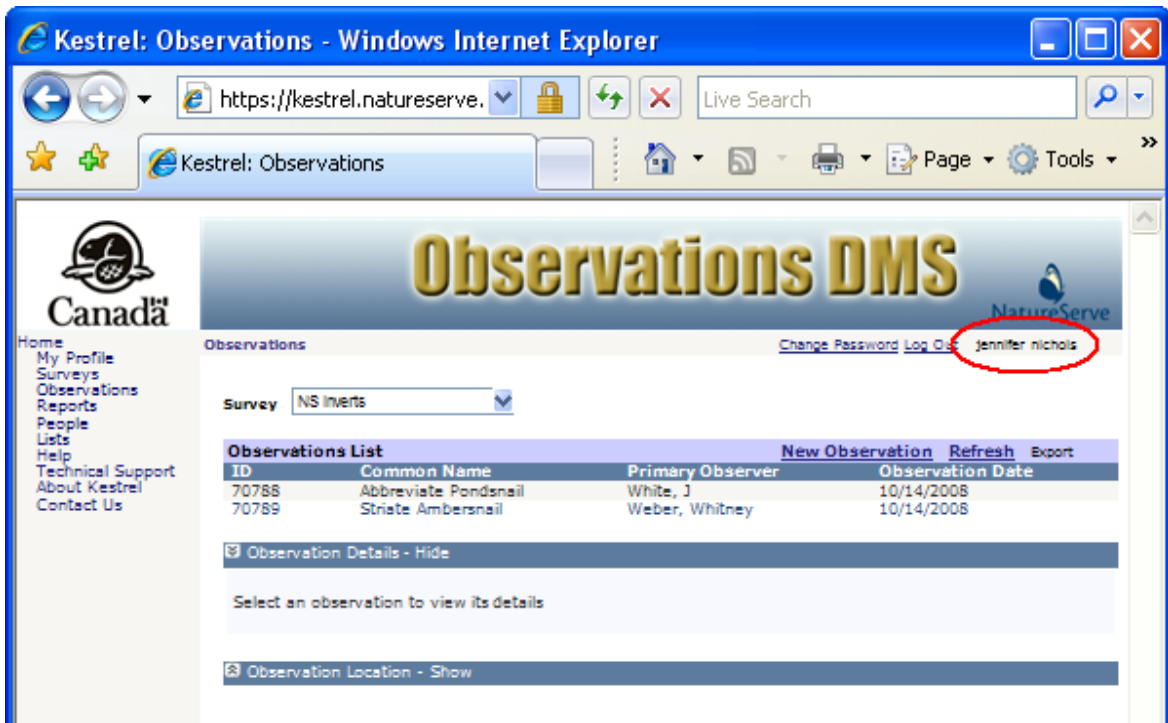 Kestrel: Observations - Windows Internet Explorer
https://kestrel.natureserve. Live Search
Kestrel: Observations Page Tools »
Canada
Observations DMS
NatureServe
Home
My Profile
Surveys
Observations
Reports
People
Lists
Help
Technical Support
About Kestrel
Contact Us
Observations Change Password Log Out jennifer nichols
Survey NS Inverts
Observations List New Observation Refresh Export
ID Common Name Primary Observer Observation Date
70788 Abbreviate Pondsnail White, J 10/14/2008
70789 Striate Ambersnail Weber, Whitney 10/14/2008
Observation Details - Hide
Select an observation to view its details
Observation Location - Show